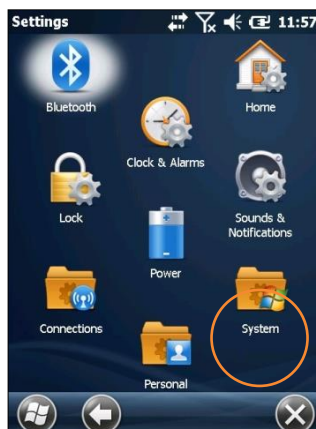 Settings 11:57
Bluetooth
Home
Clock & Alarms
Lock
Sounds &
Notifications
Power
Connections
System
Personal